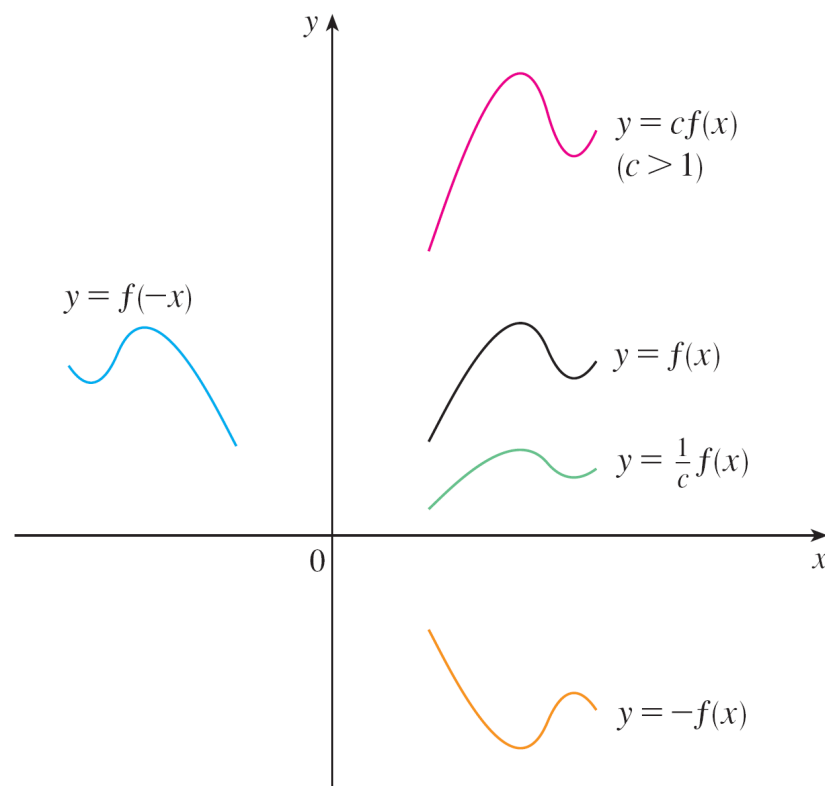 y
y = cf(x)
(c > 1)
y = f(−x)
y = f(x)
y = 1/c f(x)
0
x
y = −f(x)